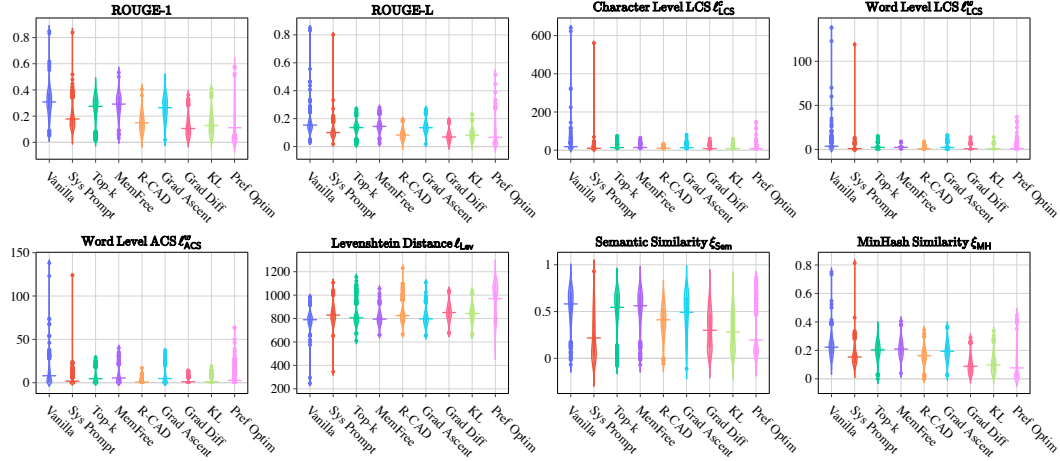 ROUGE-1
0.8
0.6
0.4
0.2
0
Vanilla
Sys Prompt
Top-k
MemFree
R-CAD
Grad Ascent
Grad Diff
KL
Pref Optim
ROUGE-L
0.8
0.6
0.4
0.2
0
Vanilla
Sys Prompt
Top-k
MemFree
R-CAD
Grad Ascent
Grad Diff
KL
Pref Optim
Character Level LCS ℓᶜ_LCS
600
400
200
0
Vanilla
Sys Prompt
Top-k
MemFree
R-CAD
Grad Ascent
Grad Diff
KL
Pref Optim
Word Level LCS ℓʷ_LCS
100
50
0
Vanilla
Sys Prompt
Top-k
MemFree
R-CAD
Grad Ascent
Grad Diff
KL
Pref Optim
Word Level ACS ℓʷ_ACS
150
100
50
0
Vanilla
Sys Prompt
Top-k
MemFree
R-CAD
Grad Ascent
Grad Diff
KL
Pref Optim
Levenshtein Distance ℓ_Lev
1200
1000
800
600
400
200
Vanilla
Sys Prompt
Top-k
MemFree
R-CAD
Grad Ascent
Grad Diff
KL
Pref Optim
Semantic Similarity ξ_Sem
1
0.5
0
Vanilla
Sys Prompt
Top-k
MemFree
R-CAD
Grad Ascent
Grad Diff
KL
Pref Optim
MinHash Similarity ξ_MH
0.8
0.6
0.4
0.2
0
Vanilla
Sys Prompt
Top-k
MemFree
R-CAD
Grad Ascent
Grad Diff
KL
Pref Optim